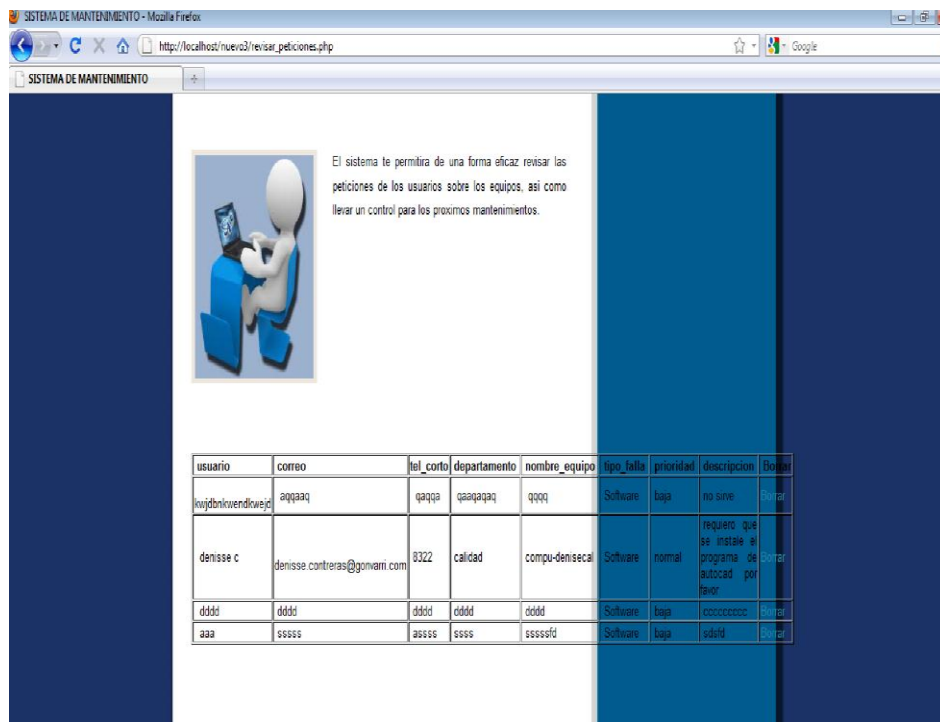 SISTEMA DE MANTENIMIENTO - Mozilla Firefox
http://localhost/nuevo3/revisar_peticiones.php
Google
SISTEMA DE MANTENIMIENTO
El sistema te permitira de una forma eficaz revisar las
peticiones de los usuarios sobre los equipos, asi como
llevar un control para los proximos mantenimientos.
usuario correo tel_corto departamento nombre_equipo tipo_falla prioridad descripcion Borrar
kwjdbnkwendkwejd aqqaaq qaqqa qaaqaqaq qqqq Software baja no sirve Borrar
denisse c denisse.contreras@gonvarri.com 8322 calidad compu-denisecal Software normal requiero que se instale el programa de autocad por favor Borrar
dddd dddd dddd dddd dddd Software baja ccccccccc Borrar
aaa sssss assss ssss sssssfd Software baja sdsfd Borrar